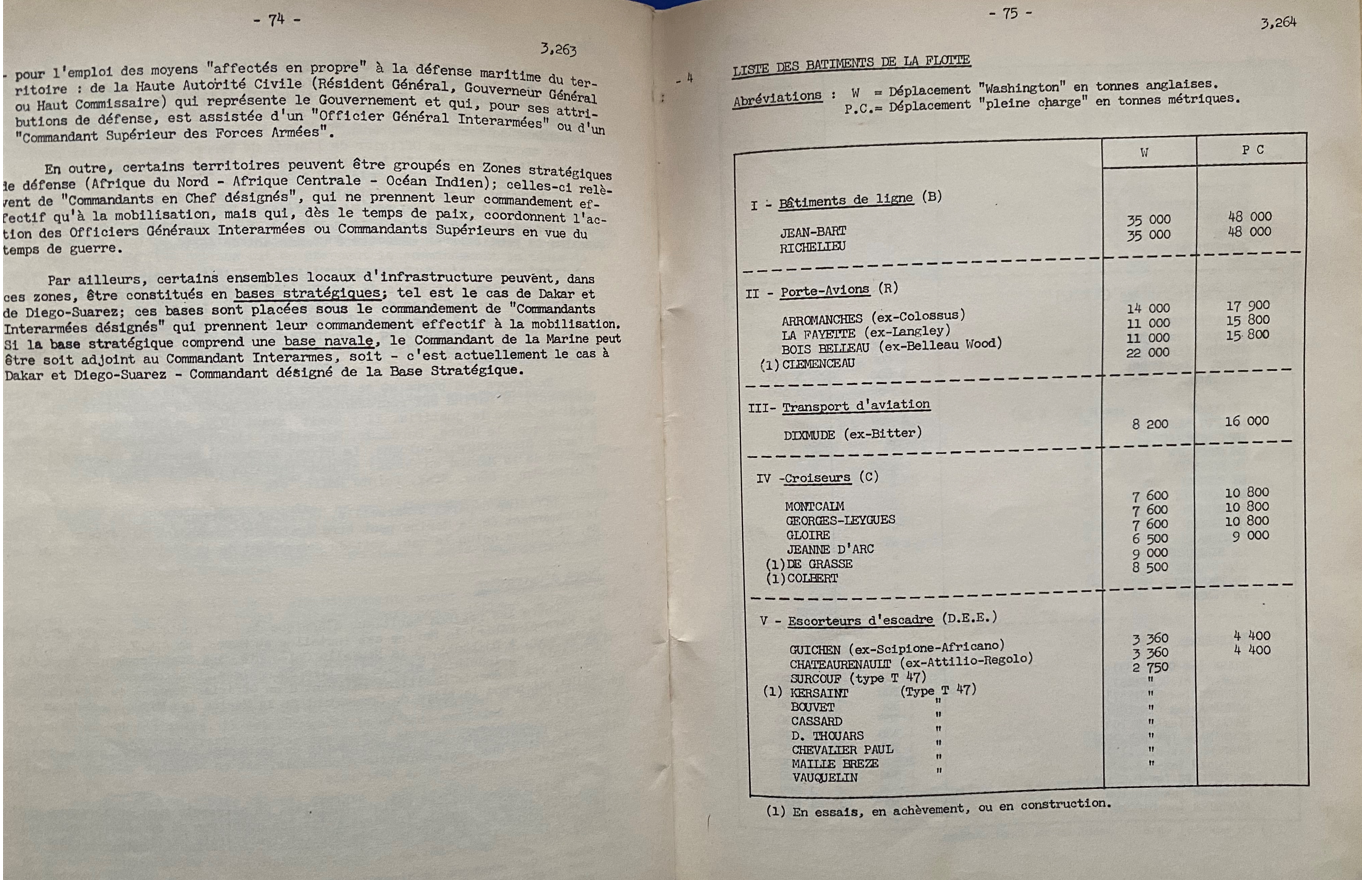 - 74 -
3,263
- pour l'emploi des moyens "affectés en propre" à la défense maritime du ter-
ritoire : de la Haute Autorité Civile (Résident Général, Gouverneur Général
ou Haut Commissaire) qui représente le Gouvernement et qui, pour ses attri-
butions de défense, est assistée d'un "Officier Général Interarmées" ou d'un
"Commandant Supérieur des Forces Armées".
En outre, certains territoires peuvent être groupés en Zones stratégiques
de défense (Afrique du Nord - Afrique Centrale - Océan Indien); celles-ci relè-
vent de "Commandants en Chef désignés", qui ne prennent leur commandement ef-
fectif qu'à la mobilisation, mais qui, dès le temps de paix, coordonnent l'ac-
tion des Officiers Généraux Interarmées ou Commandants Supérieurs en vue du
temps de guerre.
Par ailleurs, certains ensembles locaux d'infrastructure peuvent, dans
ces zones, être constitués en bases stratégiques; tel est le cas de Dakar et
de Diego-Suarez; ces bases sont placées sous le commandement de "Commandants
Interarmées désignés" qui prennent leur commandement effectif à la mobilisation.
Si la base stratégique comprend une base navale, le Commandant de la Marine peut
être soit adjoint au Commandant Interarmes, soit - c'est actuellement le cas à
Dakar et Diego-Suarez - Commandant désigné de la Base Stratégique.
- 75 -
3,264
- 4
LISTE DES BATIMENTS DE LA FLOTTE
Abréviations : W = Déplacement "Washington" en tonnes anglaises.
P.C.= Déplacement "pleine charge" en tonnes métriques.
W P C
I - Bâtiments de ligne (B)
JEAN-BART 35 000 48 000
RICHELIEU 35 000 48 000
II - Porte-Avions (R)
ARROMANCHES (ex-Colossus) 14 000 17 900
LA FAYETTE (ex-Langley) 11 000 15 800
BOIS BELLEAU (ex-Belleau Wood) 11 000 15 800
(1) CLEMENCEAU 22 000
III- Transport d'aviation
DIXMUDE (ex-Bitter) 8 200 16 000
IV -Croiseurs (C)
MONTCALM 7 600 10 800
GEORGES-LEYGUES 7 600 10 800
GLOIRE 7 600 10 800
JEANNE D'ARC 6 500 9 000
(1) DE GRASSE 9 000
(1) COLBERT 8 500
V - Escorteurs d'escadre (D.E.E.)
GUICHEN (ex-Scipione-Africano) 3 360 4 400
CHATEAURENAULT (ex-Attilio-Regolo) 3 360 4 400
SURCOUF (type T 47) 2 750
(1) KERSAINT (Type T 47) "
BOUVET " "
CASSARD " "
D. THOUARS " "
CHEVALIER PAUL " "
MAILLE BREZE " "
VAUQUELIN " "
(1) En essais, en achèvement, ou en construction.